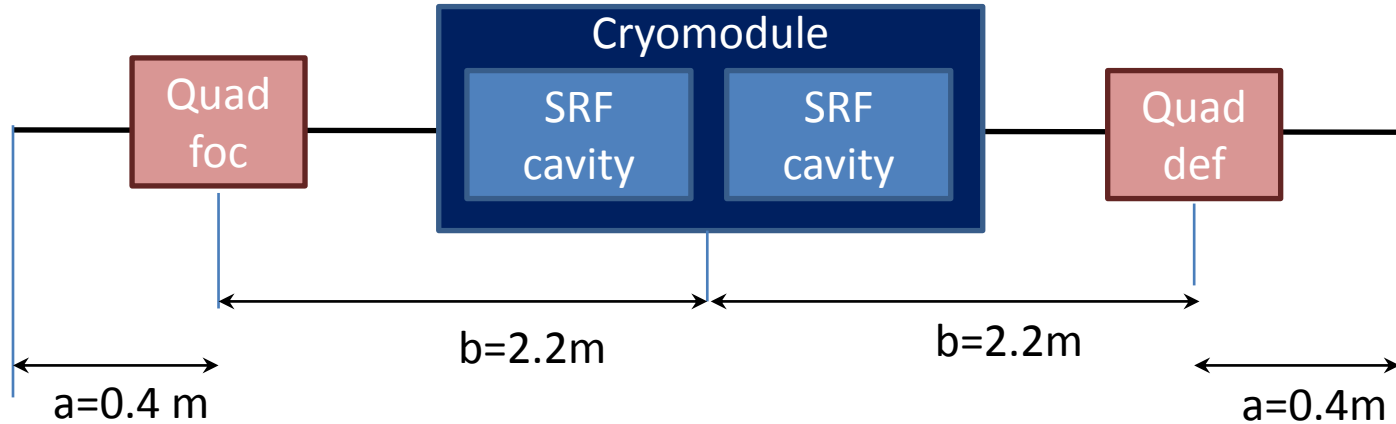 Cryomodule
Quad
foc
SRF
cavity
SRF
cavity
Quad
def
b=2.2m
b=2.2m
a=0.4 m
a=0.4m